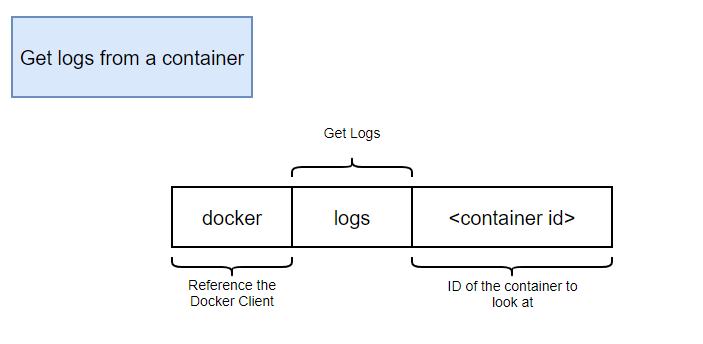 Get logs from a container
Get Logs
docker logs <container id>
Reference the
Docker Client
ID of the container to
look at